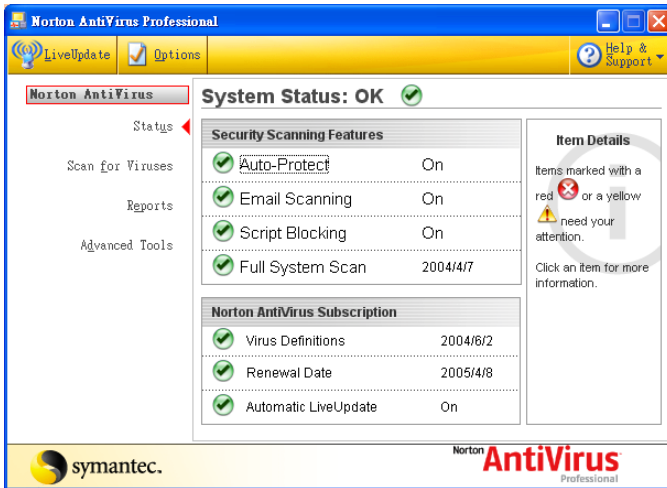 Norton AntiVirus Professional
LiveUpdate
Options
Help &
Support
Norton AntiVirus
Status
Scan for Viruses
Reports
Advanced Tools
System Status: OK
Security Scanning Features
Auto-Protect On
Email Scanning On
Script Blocking On
Full System Scan 2004/4/7
Norton AntiVirus Subscription
Virus Definitions 2004/6/2
Renewal Date 2005/4/8
Automatic LiveUpdate On
Item Details
Items marked with a
red or a yellow
need your
attention.
Click an item for more
information.
symantec.
Norton AntiVirus
Professional